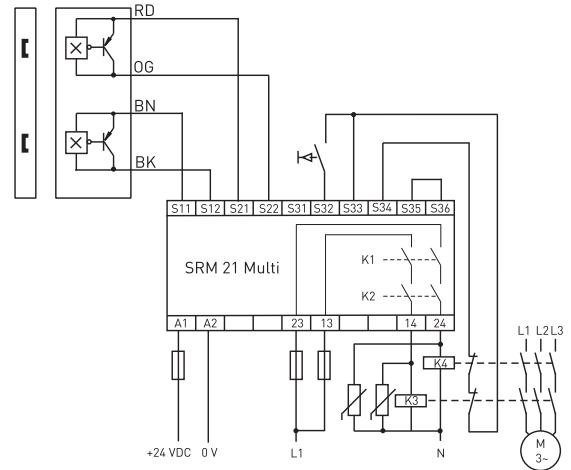 RD
OG
BN
BK
S11 S12 S21 S22 S31 S32 S33 S34 S35 S36
SRM 21 Multi
K1
K2
A1 A2 23 13 14 24
L1 L2 L3
K4
K3
+24 VDC 0 V L1 N
M
3~